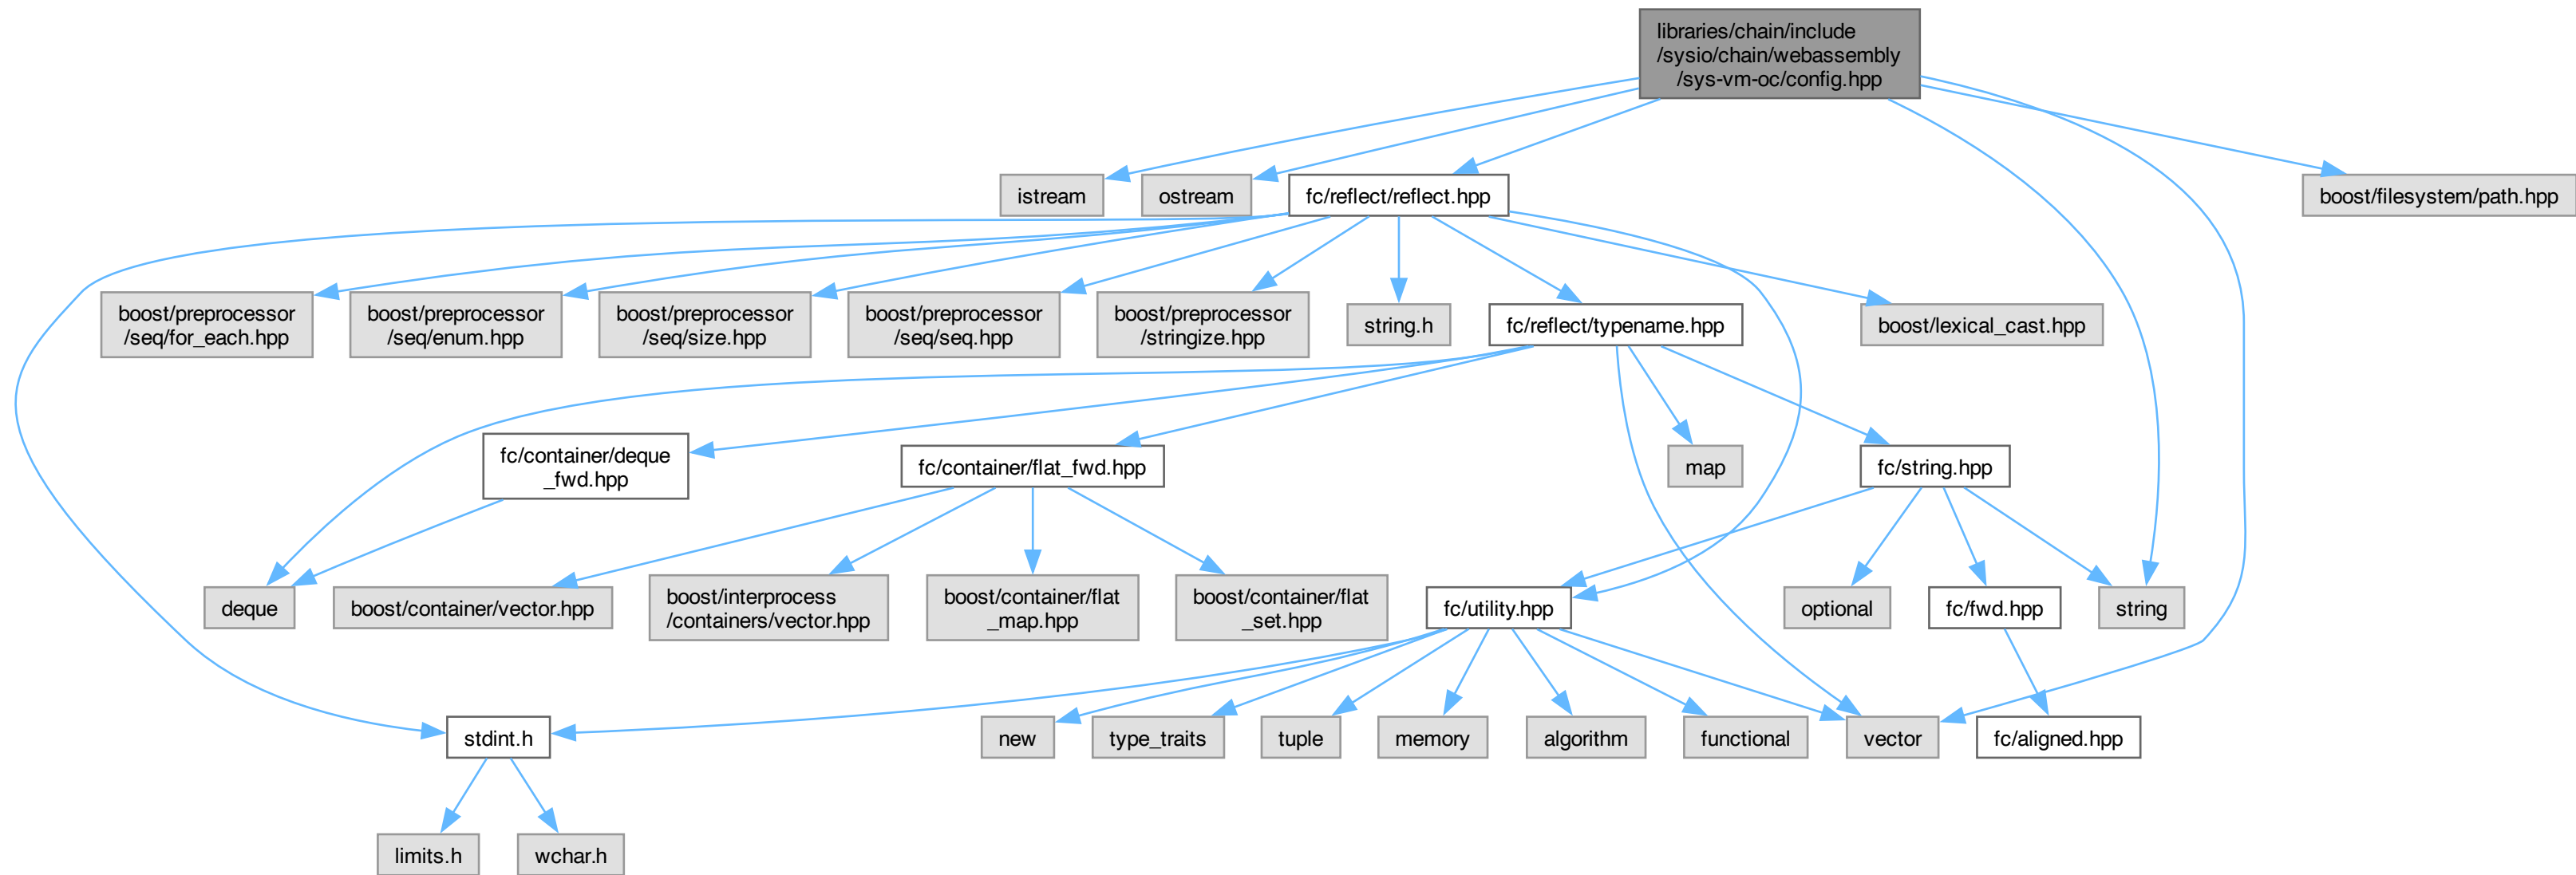 libraries/chain/include
/sysio/chain/webassembly
/sys-vm-oc/config.hpp
istream
ostream
fc/reflect/reflect.hpp
boost/filesystem/path.hpp
boost/preprocessor
/seq/for_each.hpp
boost/preprocessor
/seq/enum.hpp
boost/preprocessor
/seq/size.hpp
boost/preprocessor
/seq/seq.hpp
boost/preprocessor
/stringize.hpp
string.h
fc/reflect/typename.hpp
boost/lexical_cast.hpp
fc/container/deque
_fwd.hpp
fc/container/flat_fwd.hpp
map
fc/string.hpp
deque
boost/container/vector.hpp
boost/interprocess
/containers/vector.hpp
boost/container/flat
_map.hpp
boost/container/flat
_set.hpp
fc/utility.hpp
optional
fc/fwd.hpp
string
stdint.h
new
type_traits
tuple
memory
algorithm
functional
vector
fc/aligned.hpp
limits.h
wchar.h